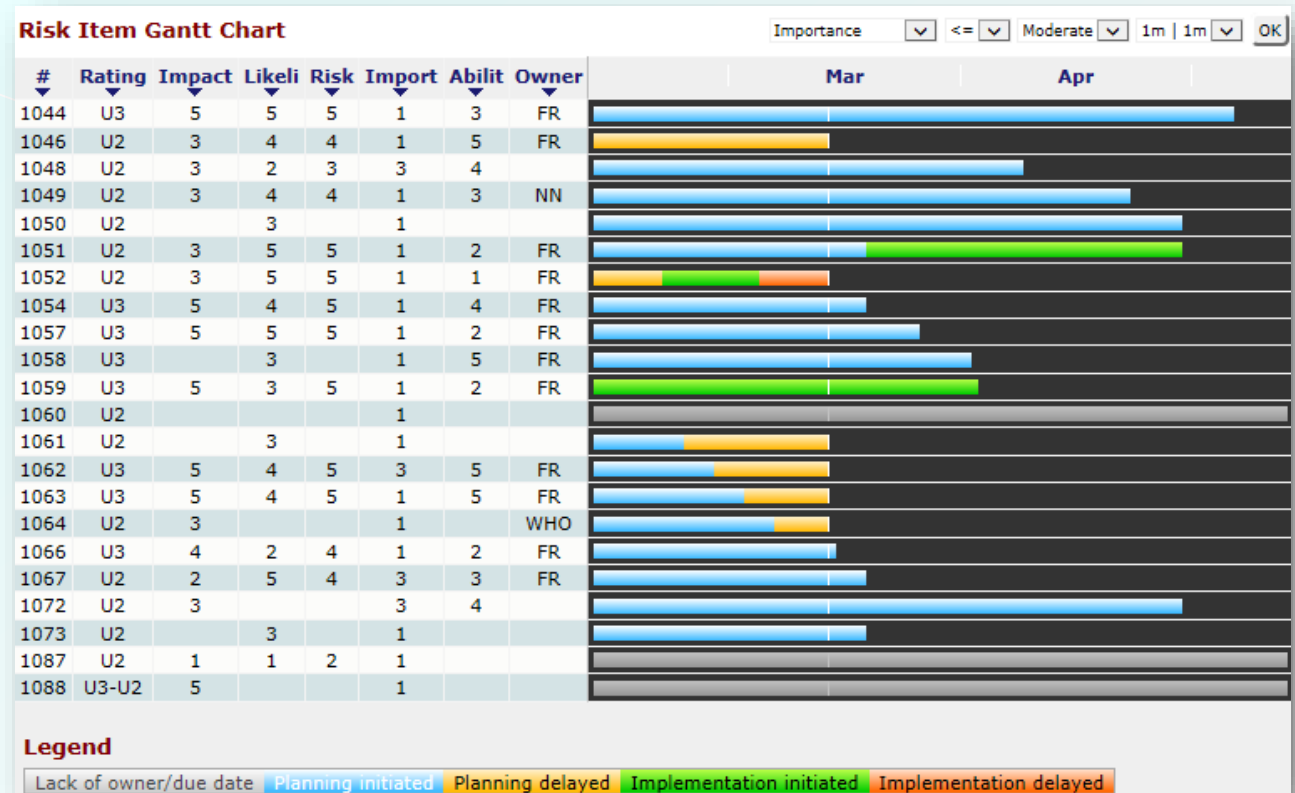 Risk Item Gantt Chart Importance <= Moderate 1m | 1m OK
# Rating Impact Likeli Risk Import Abilit Owner Mar Apr
1044 U3 5 5 5 1 3 FR
1046 U2 3 4 4 1 5 FR
1048 U2 3 2 3 3 4
1049 U2 3 4 4 1 3 NN
1050 U2 3 1
1051 U2 3 5 5 1 2 FR
1052 U2 3 5 5 1 1 FR
1054 U3 5 4 5 1 4 FR
1057 U3 5 5 5 1 2 FR
1058 U3 3 1 5 FR
1059 U3 5 3 5 1 2 FR
1060 U2 1
1061 U2 3 1
1062 U3 5 4 5 3 5 FR
1063 U3 5 4 5 1 5 FR
1064 U2 3 1 WHO
1066 U3 4 2 4 1 2 FR
1067 U2 2 5 4 3 3 FR
1072 U2 3 3 4
1073 U2 3 1
1087 U2 1 1 2 1
1088 U3-U2 5 1
Legend
Lack of owner/due date Planning initiated Planning delayed Implementation initiated Implementation delayed